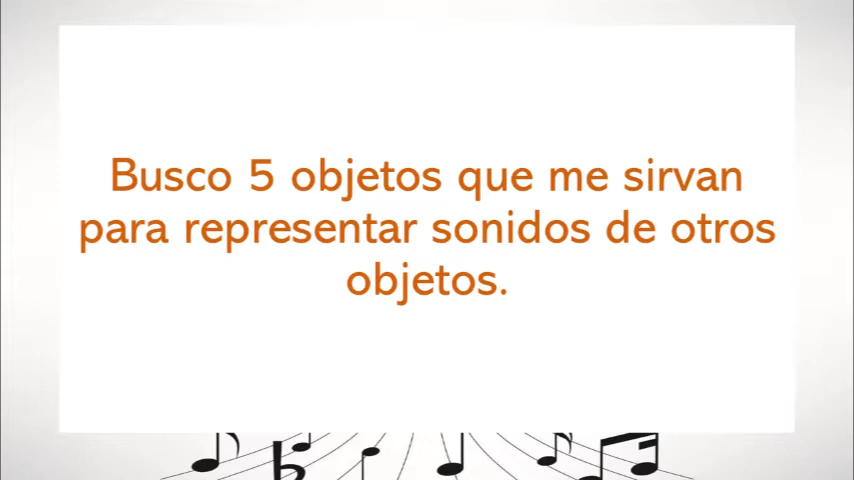 Busco 5 objetos que me sirvan
para representar sonidos de otros
objetos.